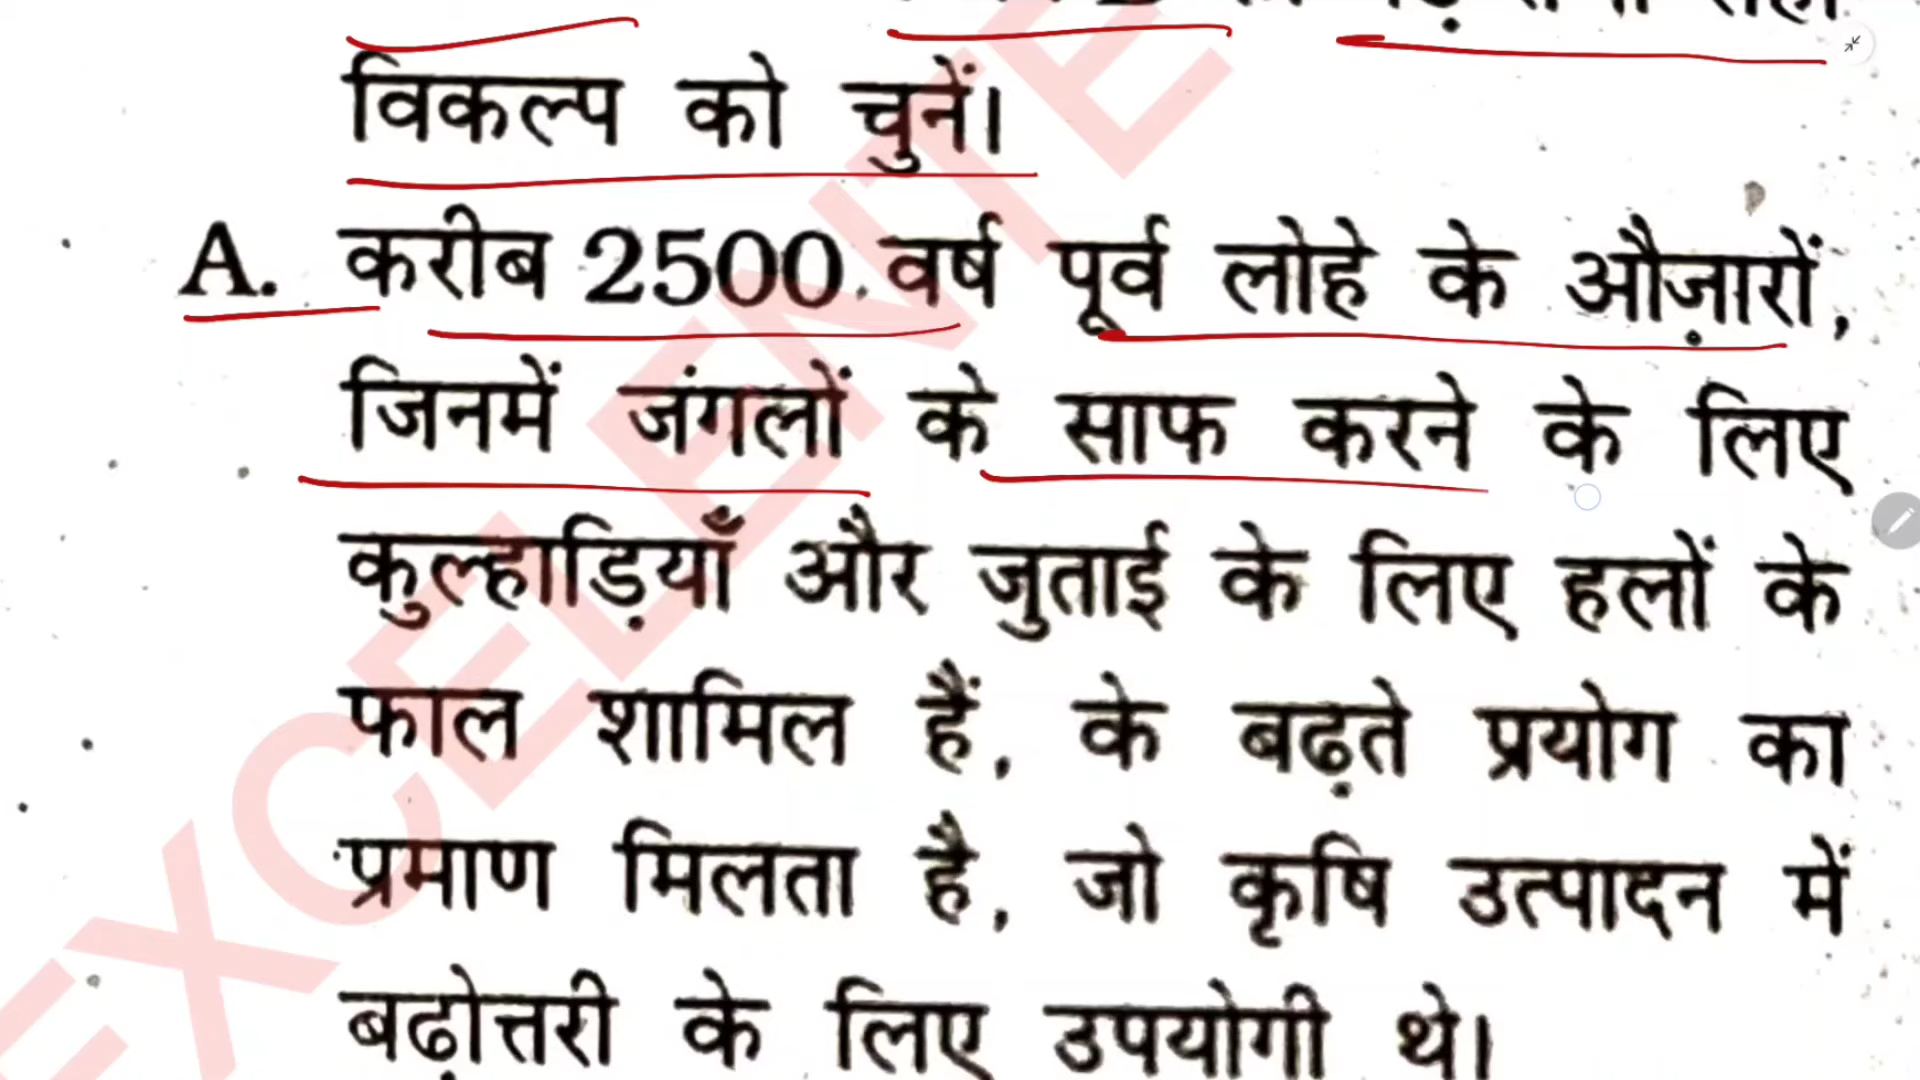 विकल्प को चुनें।
A. करीब 2500 वर्ष पूर्व लोहे के औज़ारों,
जिनमें जंगलों के साफ करने के लिए
कुल्हाड़ियाँ और जुताई के लिए हलों के
फाल शामिल हैं, के बढ़ते प्रयोग का
प्रमाण मिलता है, जो कृषि उत्पादन में
बढ़ोत्तरी के लिए उपयोगी थे।
EXCELENTE